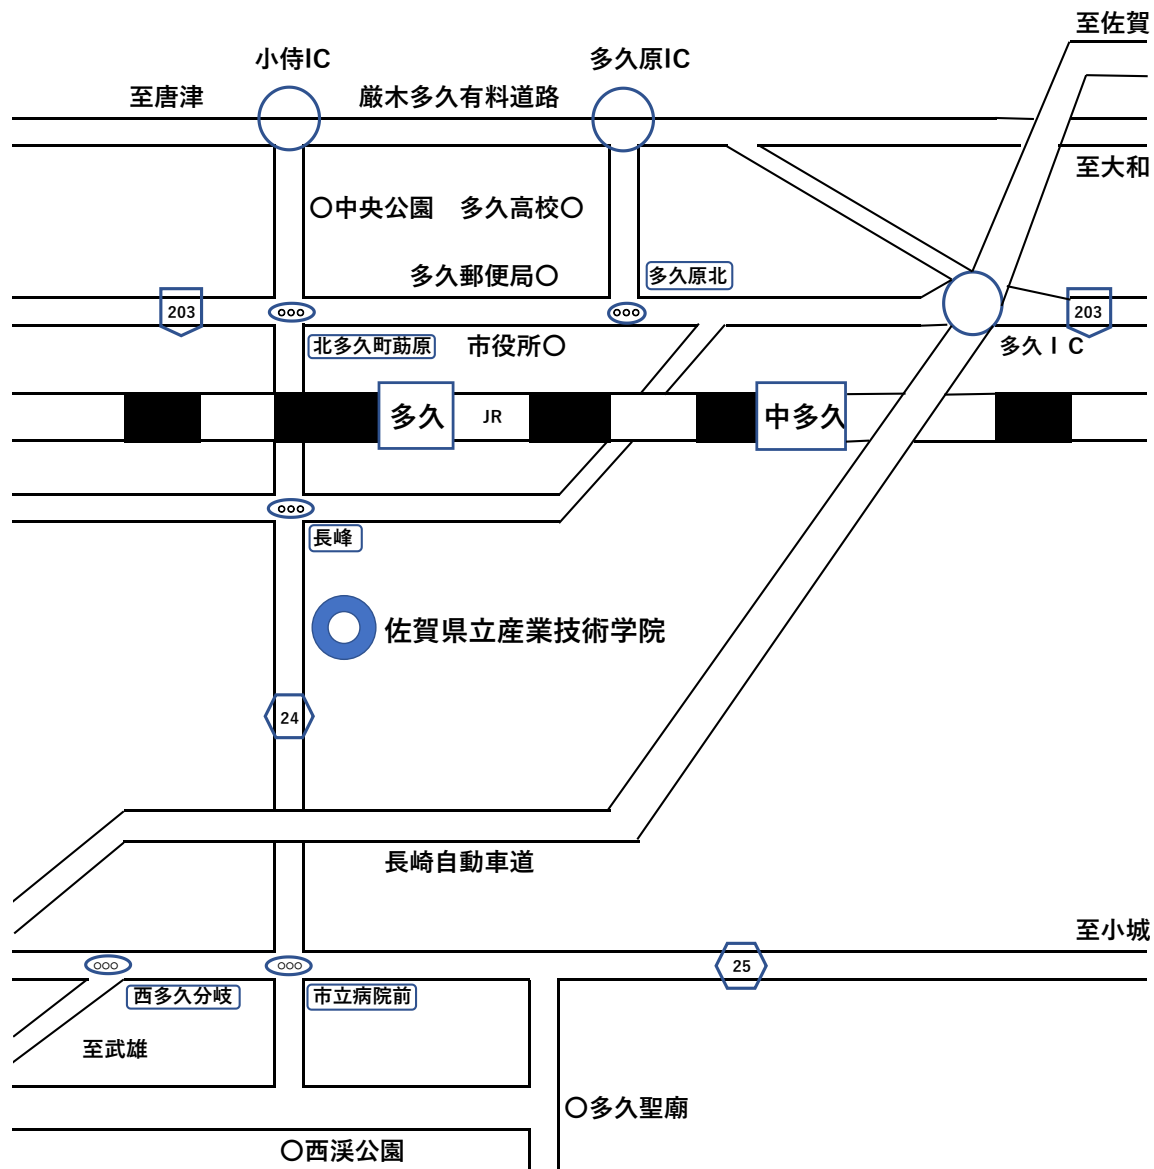 至佐賀
小侍IC
多久原IC
至唐津
厳木多久有料道路
至大和
〇中央公園
多久高校〇
多久郵便局〇
多久原北
203
203
北多久町莇原
市役所〇
多久ＩＣ
多久
JR
中多久
長峰
佐賀県立産業技術学院
24
長崎自動車道
至小城
25
西多久分岐
市立病院前
至武雄
〇多久聖廟
〇西渓公園